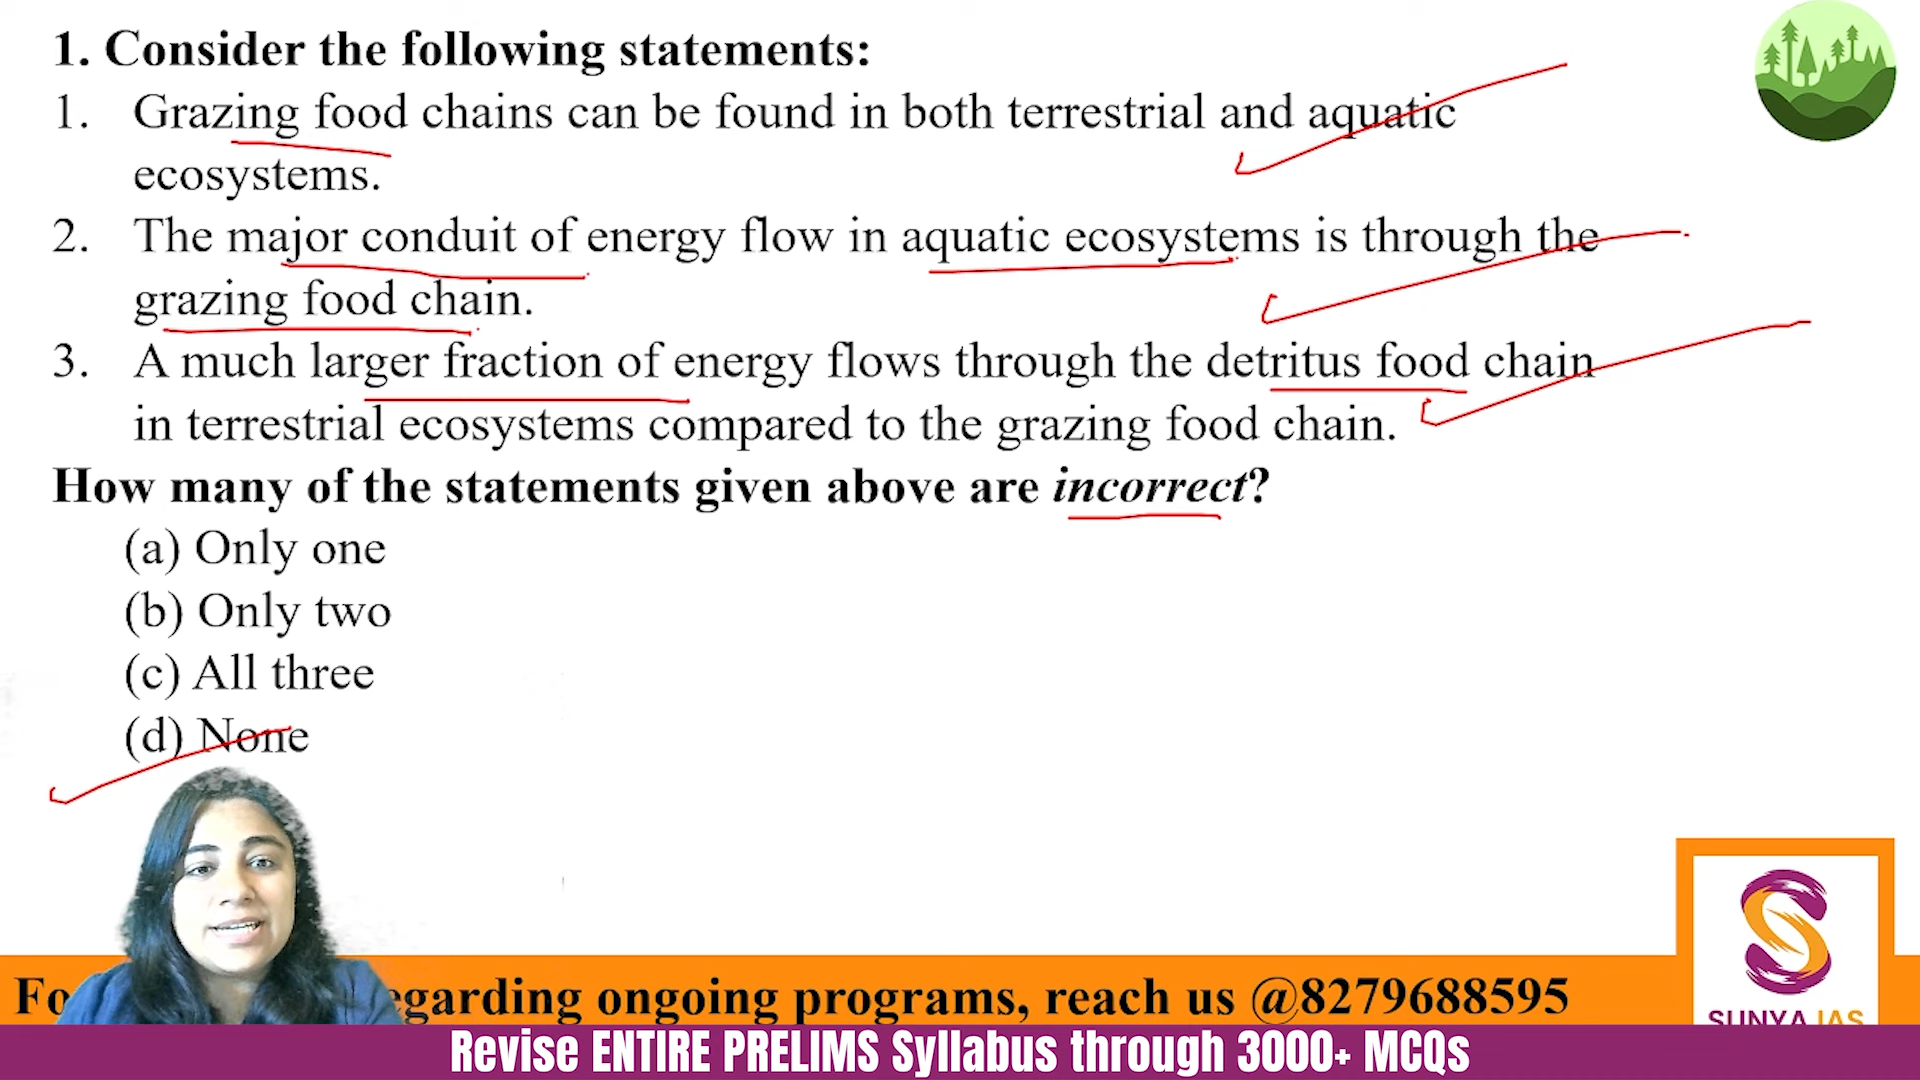 1. Consider the following statements:
1. Grazing food chains can be found in both terrestrial and aquatic
ecosystems.
2. The major conduit of energy flow in aquatic ecosystems is through the
grazing food chain.
3. A much larger fraction of energy flows through the detritus food chain
in terrestrial ecosystems compared to the grazing food chain.
How many of the statements given above are incorrect?
(a) Only one
(b) Only two
(c) All three
(d) None
regarding ongoing programs, reach us @8279688595
SUNYA IAS
Revise ENTIRE PRELIMS Syllabus through 3000+ MCQs